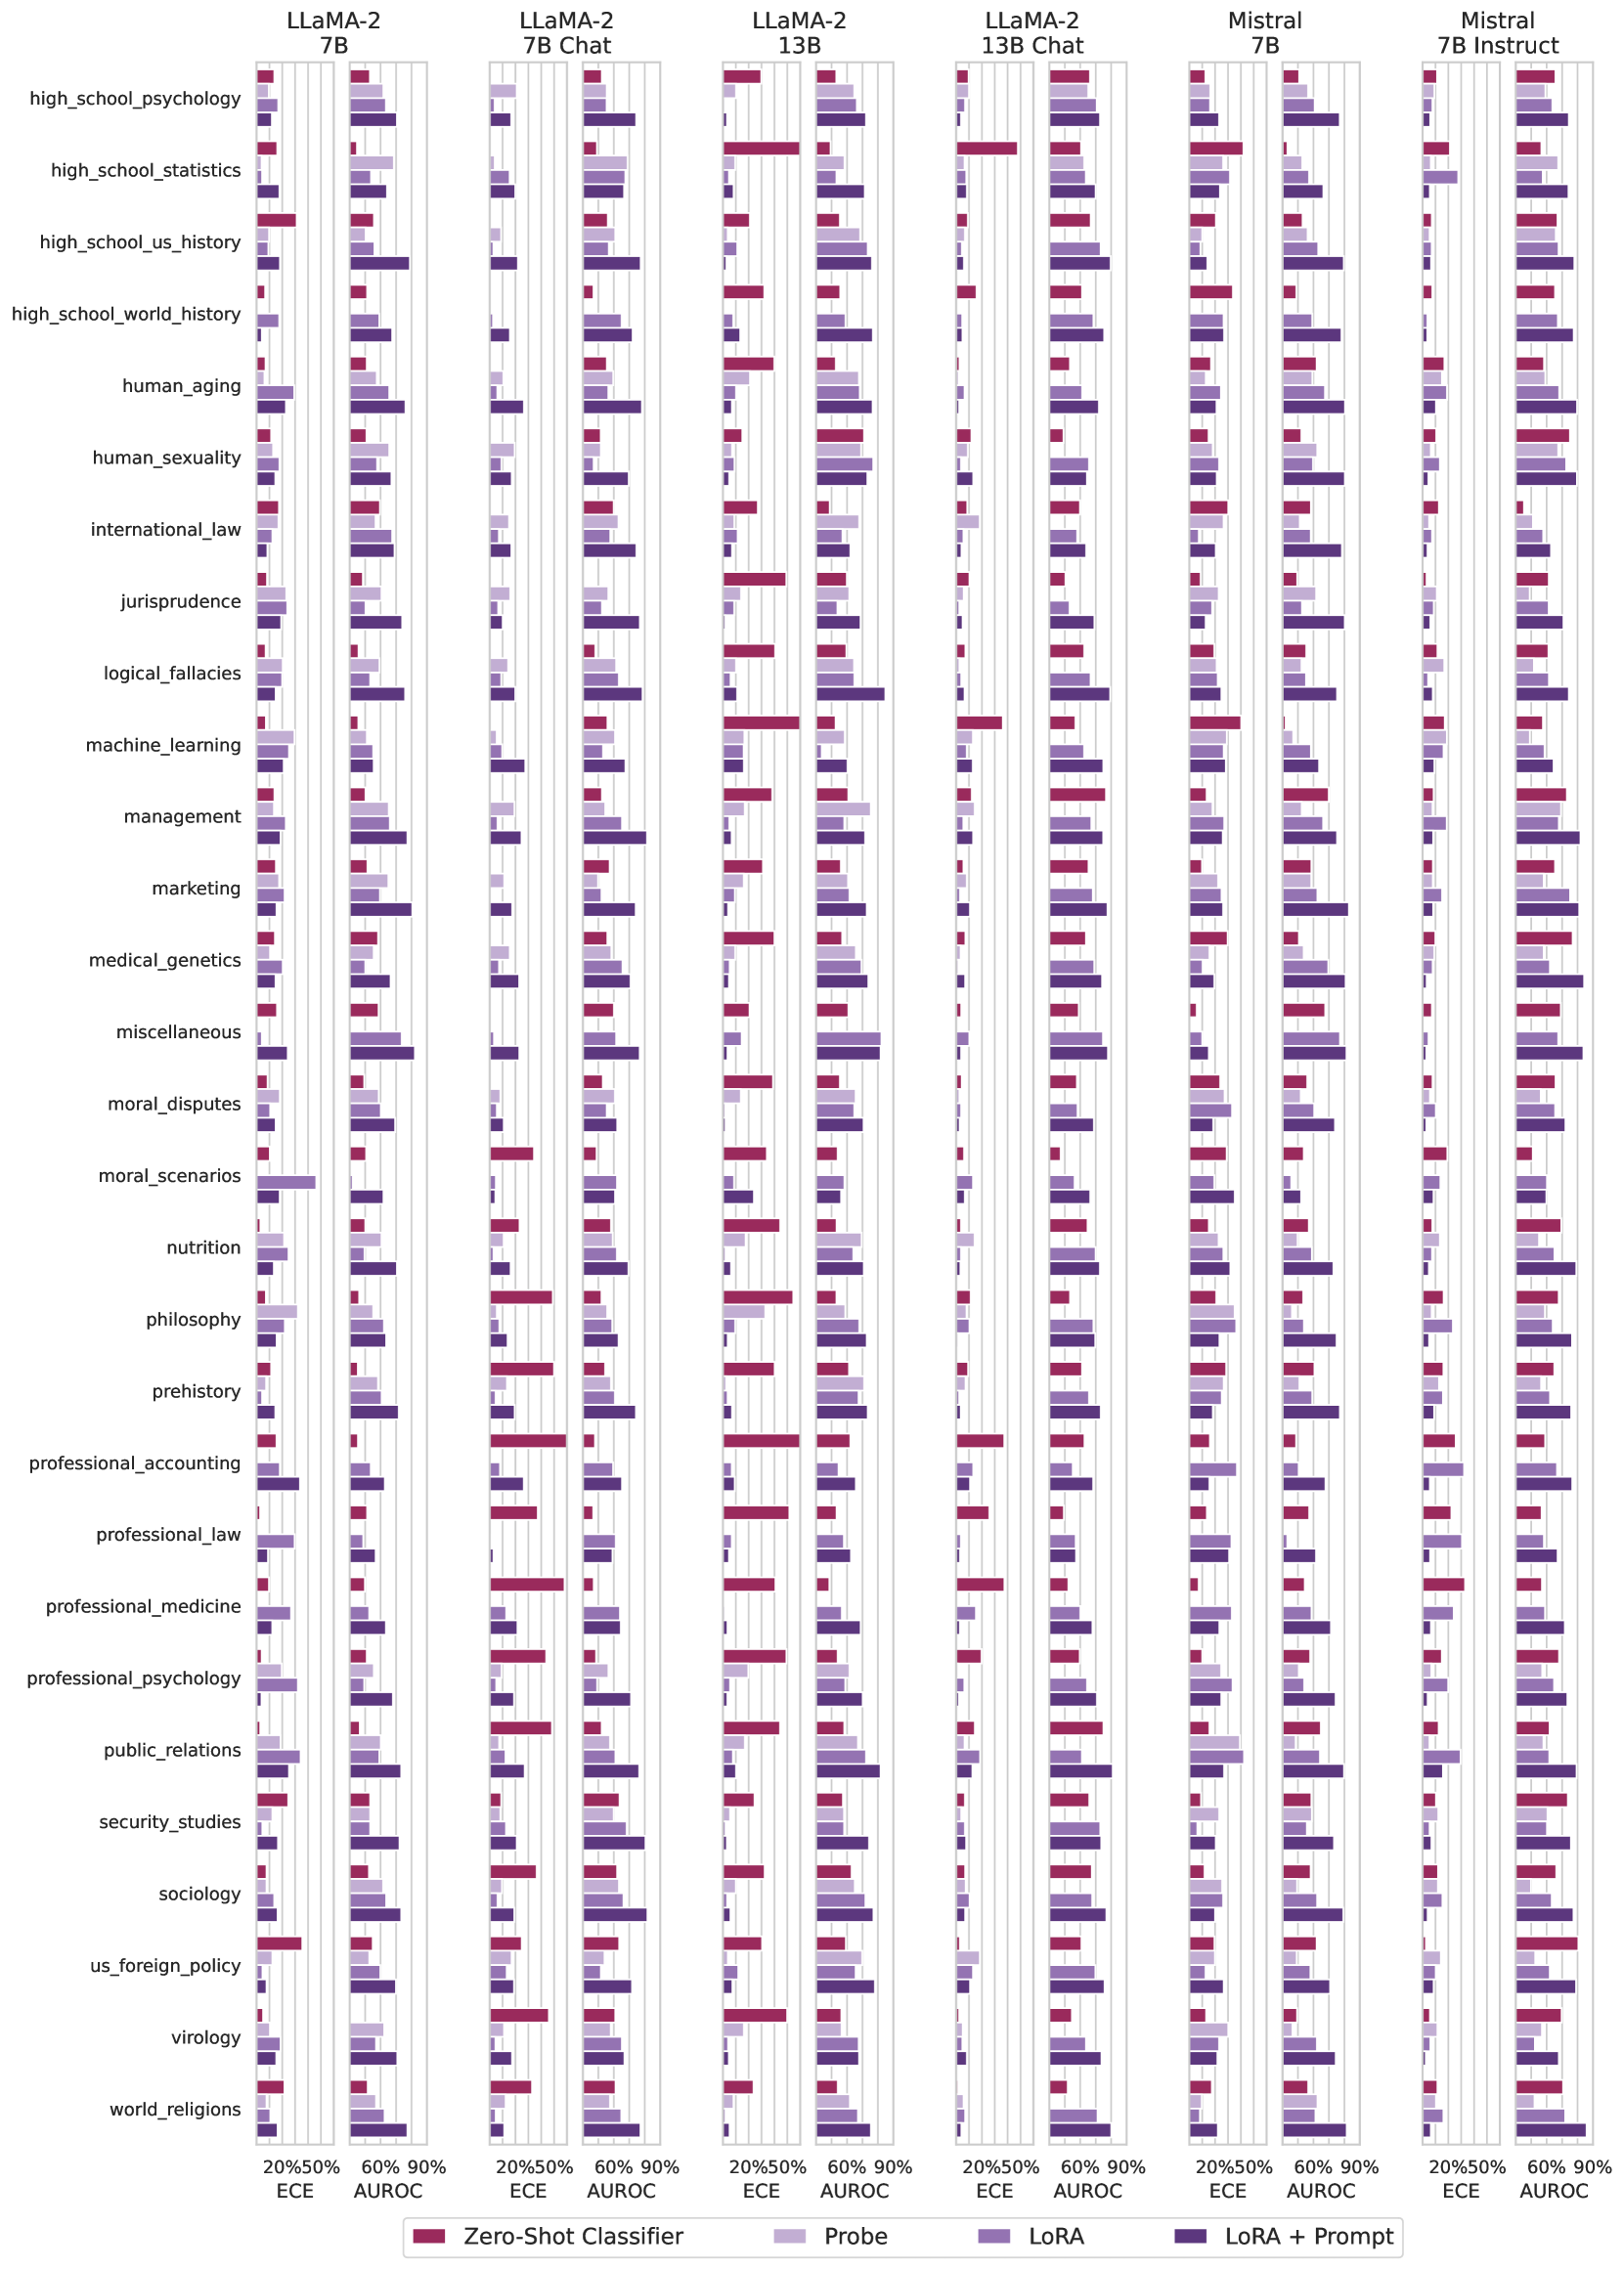 LLaMA-2 7B
LLaMA-2 7B Chat
LLaMA-2 13B
LLaMA-2 13B Chat
Mistral 7B
Mistral 7B Instruct
high_school_psychology
high_school_statistics
high_school_us_history
high_school_world_history
human_aging
human_sexuality
international_law
jurisprudence
logical_fallacies
machine_learning
management
marketing
medical_genetics
miscellaneous
moral_disputes
moral_scenarios
nutrition
philosophy
prehistory
professional_accounting
professional_law
professional_medicine
professional_psychology
public_relations
security_studies
sociology
us_foreign_policy
virology
world_religions
20%50% 60% 90% 20%50% 60% 90% 20%50% 60% 90% 20%50% 60% 90% 20%50% 60% 90% 20%50% 60% 90%
ECE AUROC ECE AUROC ECE AUROC ECE AUROC ECE AUROC ECE AUROC
Zero-Shot Classifier Probe LoRA LoRA + Prompt